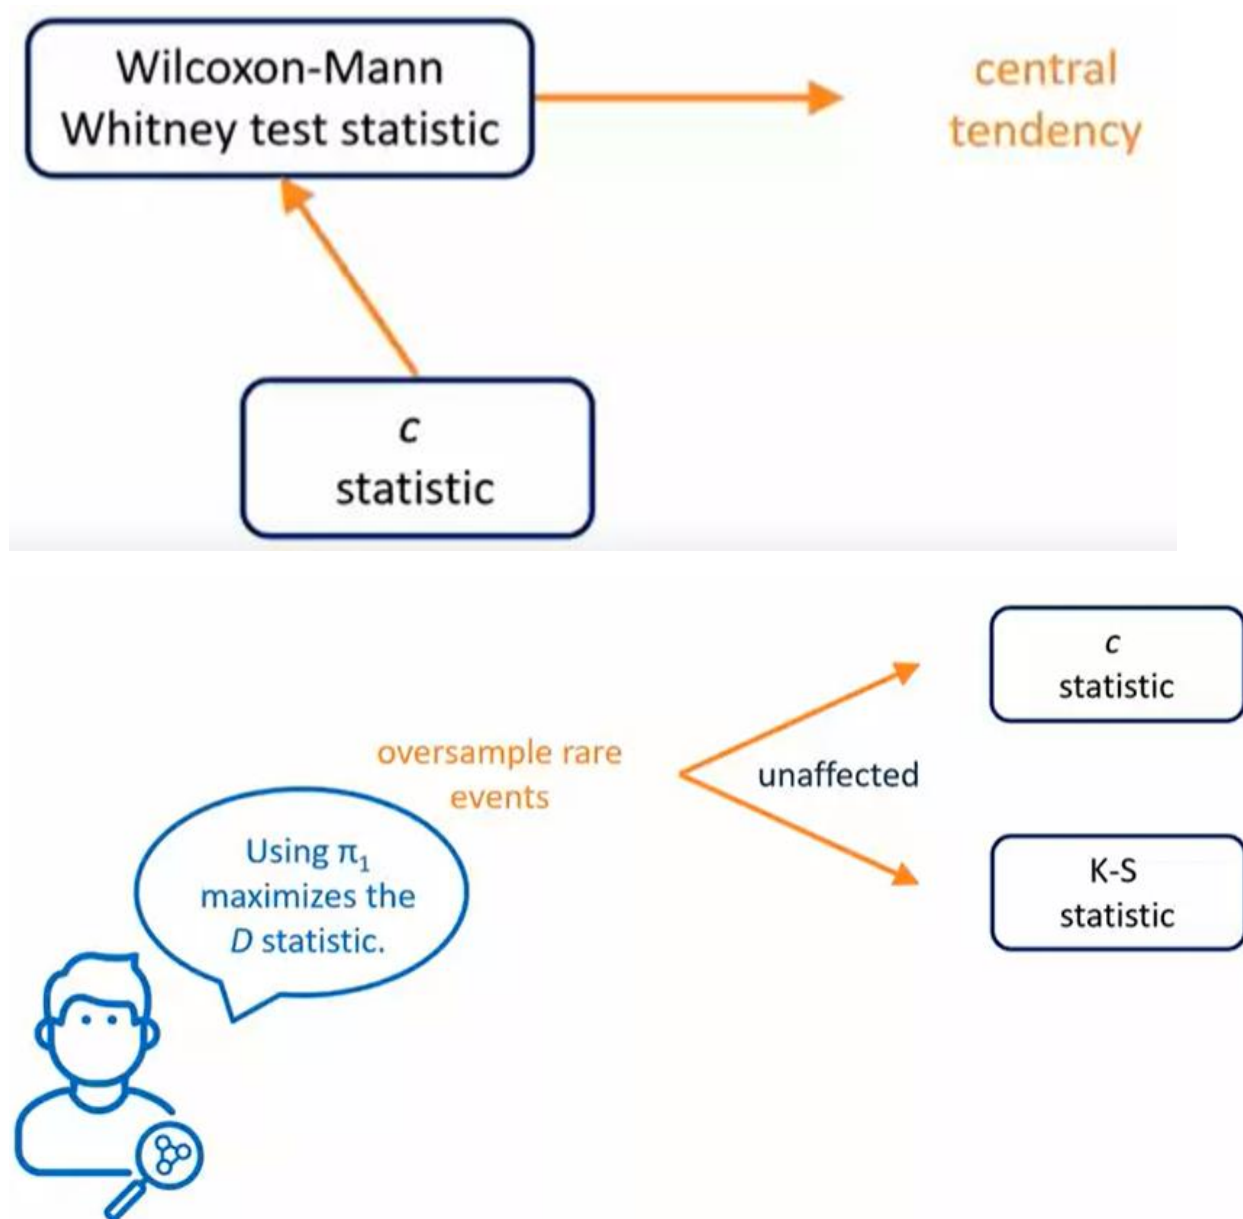 Wilcoxon-Mann
Whitney test statistic
central
tendency
c
statistic
c
statistic
oversample rare
events
unaffected
K-S
statistic
Using π₁
maximizes the
D statistic.